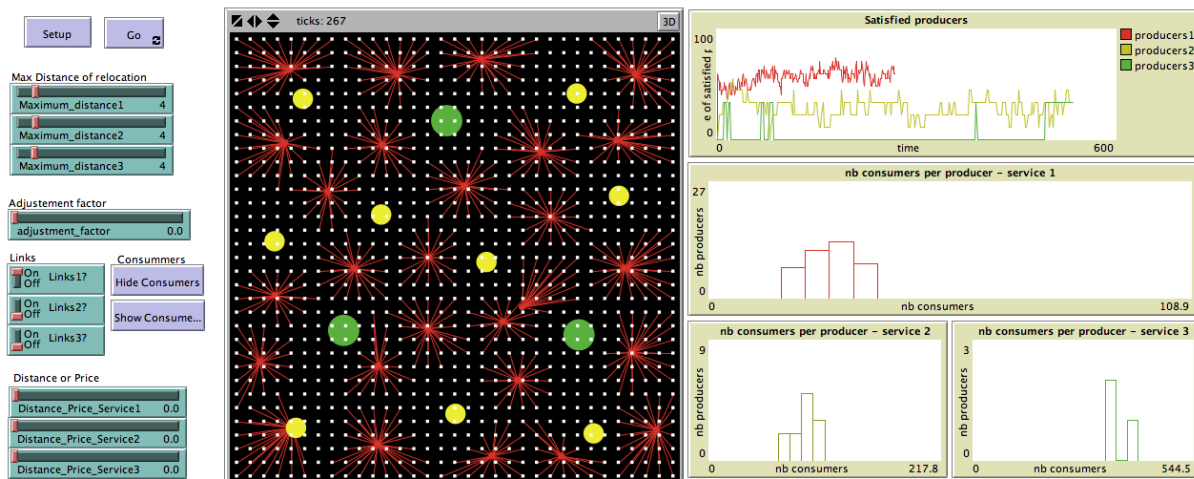 Setup
Go
Max Distance of relocation
Maximum_distance1 4
Maximum_distance2 4
Maximum_distance3 4
Adjustement factor
adjustment_factor 0.0
Links
On
Off
Links1?
On
Off
Links2?
On
Off
Links3?
Consummers
Hide Consumers
Show Consume...
Distance or Price
Distance_Price_Service1 0.0
Distance_Price_Service2 0.0
Distance_Price_Service3 0.0
ticks: 267
3D
Satisfied producers
100
e of satisfied
0
0
time
600
producers1
producers2
producers3
nb consumers per producer - service 1
27
nb producers
0
0
nb consumers
108.9
nb consumers per producer - service 2
9
nb producers
0
0
nb consumers
217.8
nb consumers per producer - service 3
3
nb producers
0
0
nb consumers
544.5